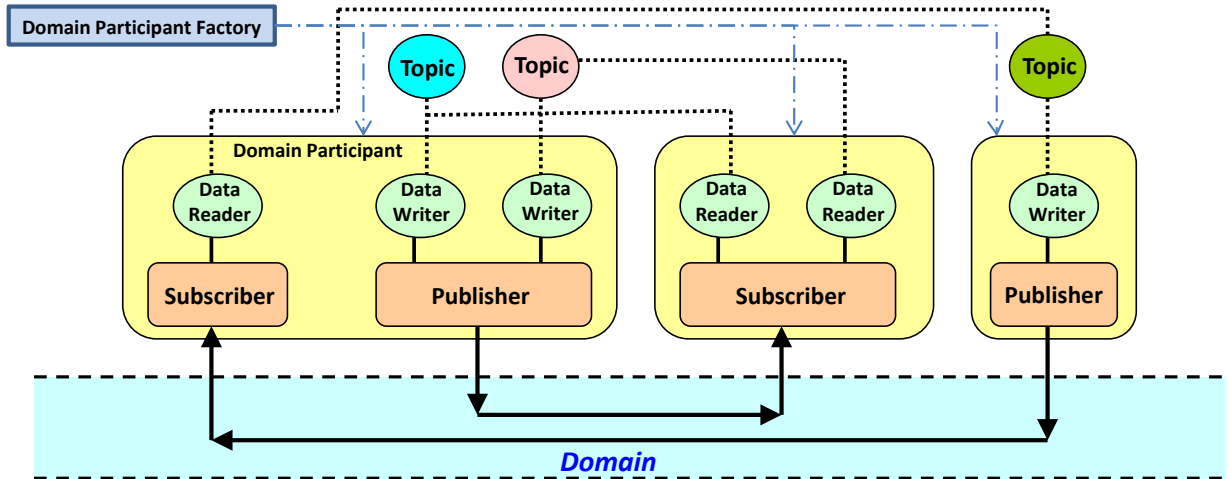 Domain Participant Factory
Topic
Topic
Topic
Domain Participant
Data
Reader
Data
Writer
Data
Writer
Data
Reader
Data
Reader
Data
Writer
Subscriber
Publisher
Subscriber
Publisher
Domain